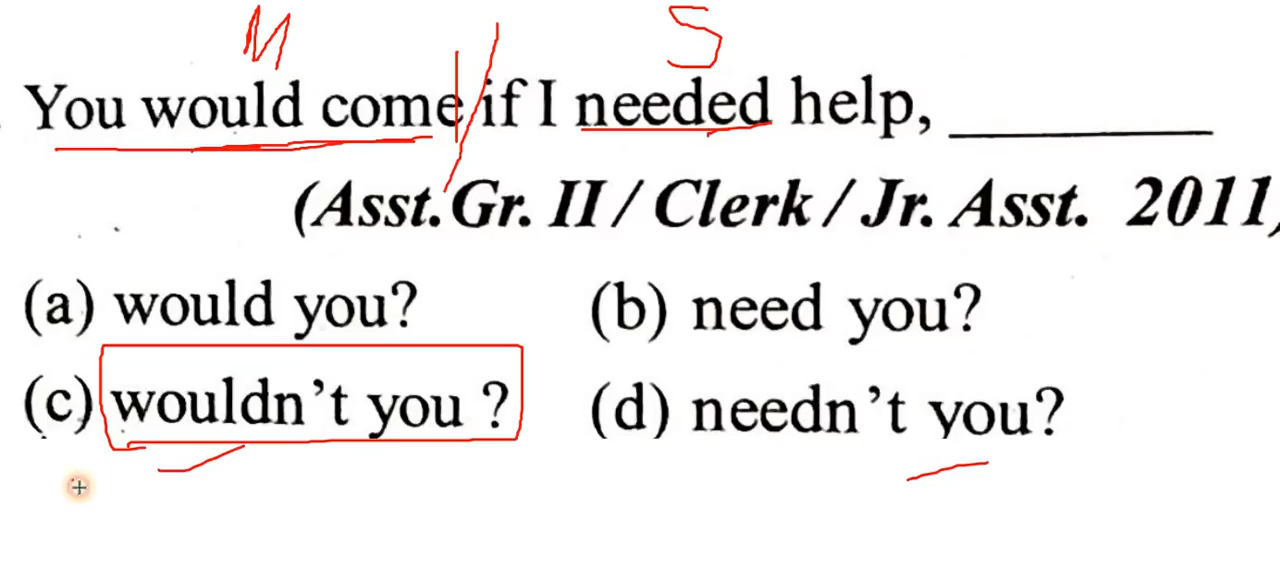 M S
You would come if I needed help, ________
(Asst. Gr. II / Clerk / Jr. Asst. 2011)
(a) would you? (b) need you?
(c) wouldn't you ? (d) needn't you?